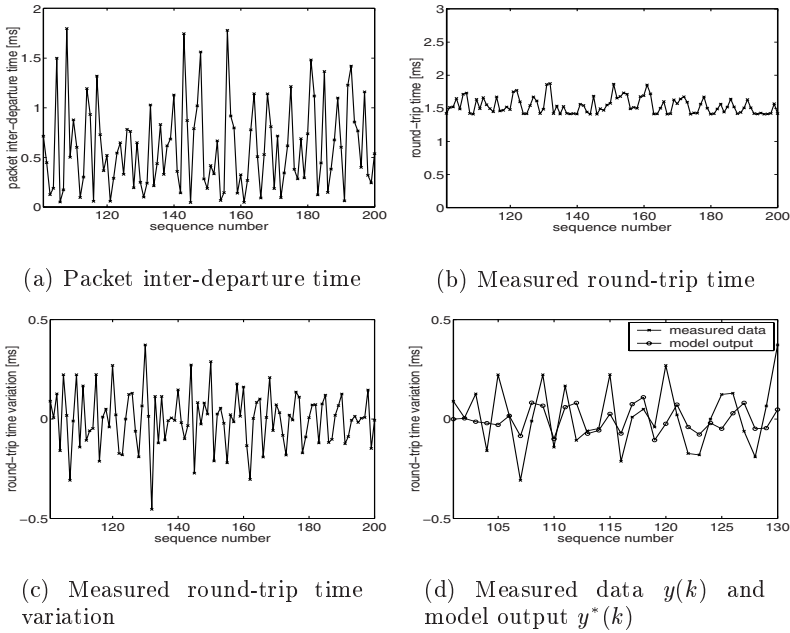 2
1.5
1
0.5
0
packet inter-departure time [ms]
120 140 160 180 200
sequence number
(a) Packet inter-departure time
3
2.5
2
1.5
1
0.5
0
round-trip time [ms]
120 140 160 180 200
sequence number
(b) Measured round-trip time
0.5
0
−0.5
round-trip time variation [ms]
120 140 160 180 200
sequence number
(c) Measured round-trip time
variation
0.5
0
−0.5
round-trip time variation [ms]
measured data
model output
105 110 115 120 125 130
sequence number
(d) Measured data y(k) and
model output y*(k)